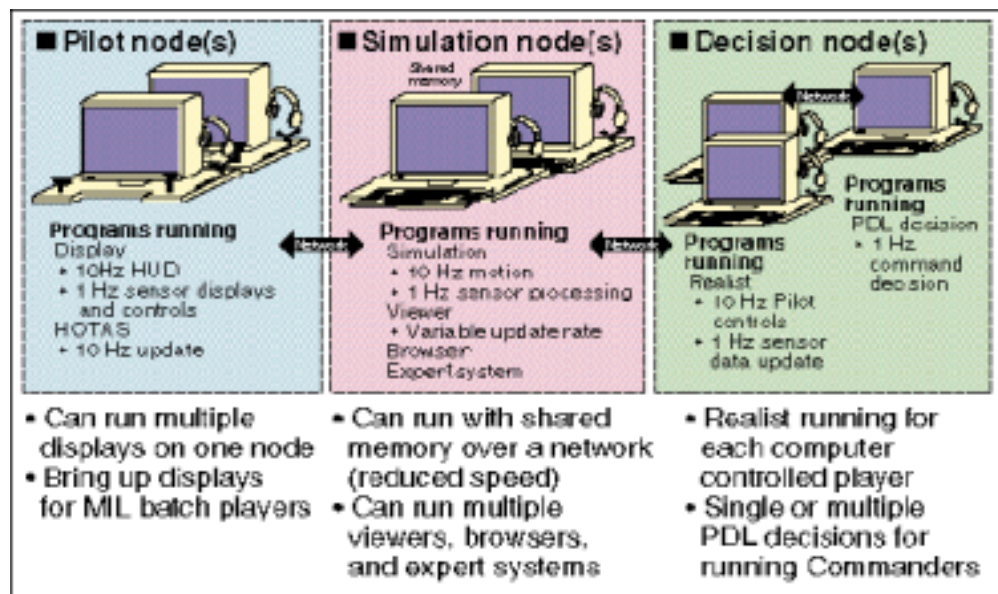 ■ Pilot node(s)
Programs running
Display
• 10Hz HUD
• 1 Hz sensor displays
and controls
HOTAS
• 10 Hz update
• Can run multiple
displays on one node
• Bring up displays
for MIL batch players
Network
■ Simulation node(s)
Shared
memory
Programs running
Simulation
• 10 Hz motion
• 1 Hz sensor processing
Viewer
• Variable update rate
Browser
Expert system
• Can run with shared
memory over a network
(reduced speed)
• Can run multiple
viewers, browsers,
and expert systems
Network
■ Decision node(s)
Network
Programs
running
Realist
• 10 Hz Pilot
controls
• 1 Hz sensor
data update
Programs
running
PDL decision
• 1 Hz
command
decision
• Realist running for
each computer
controlled player
• Single or multiple
PDL decisions for
running Commanders